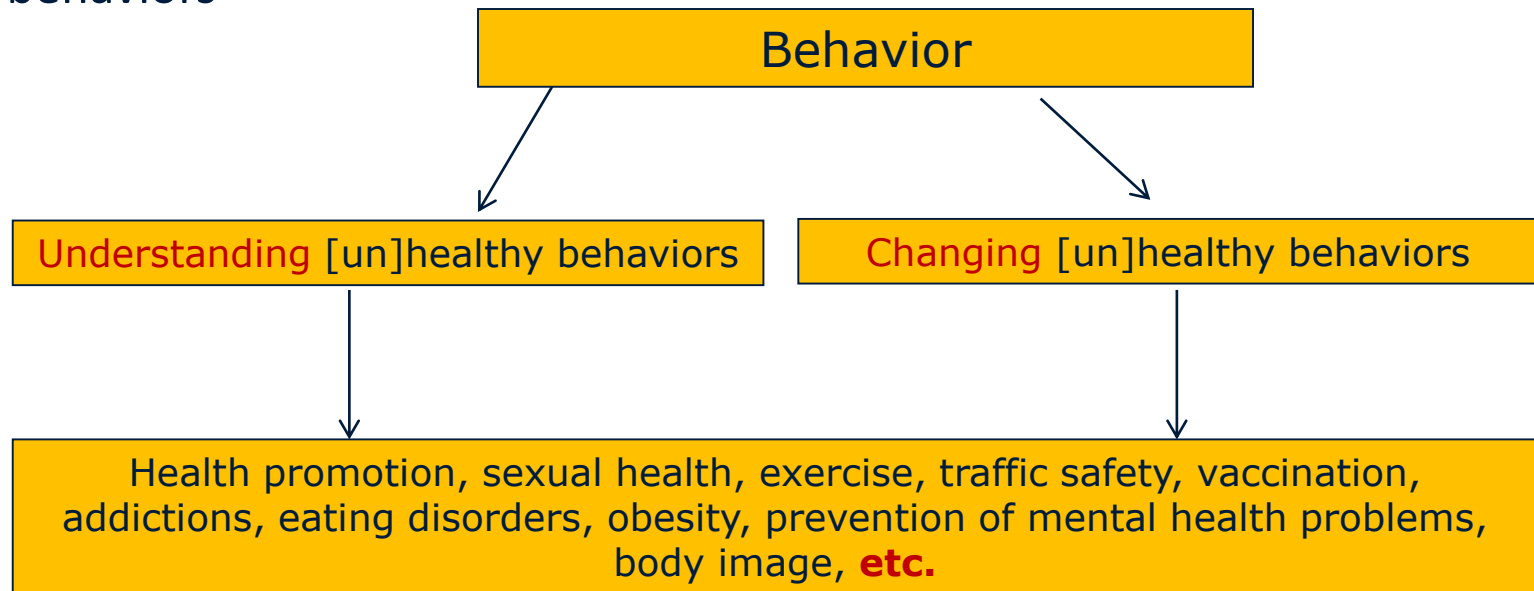 behaviors
Behavior
Understanding [un]healthy behaviors
Changing [un]healthy behaviors
Health promotion, sexual health, exercise, traffic safety, vaccination,
addictions, eating disorders, obesity, prevention of mental health problems,
body image, etc.